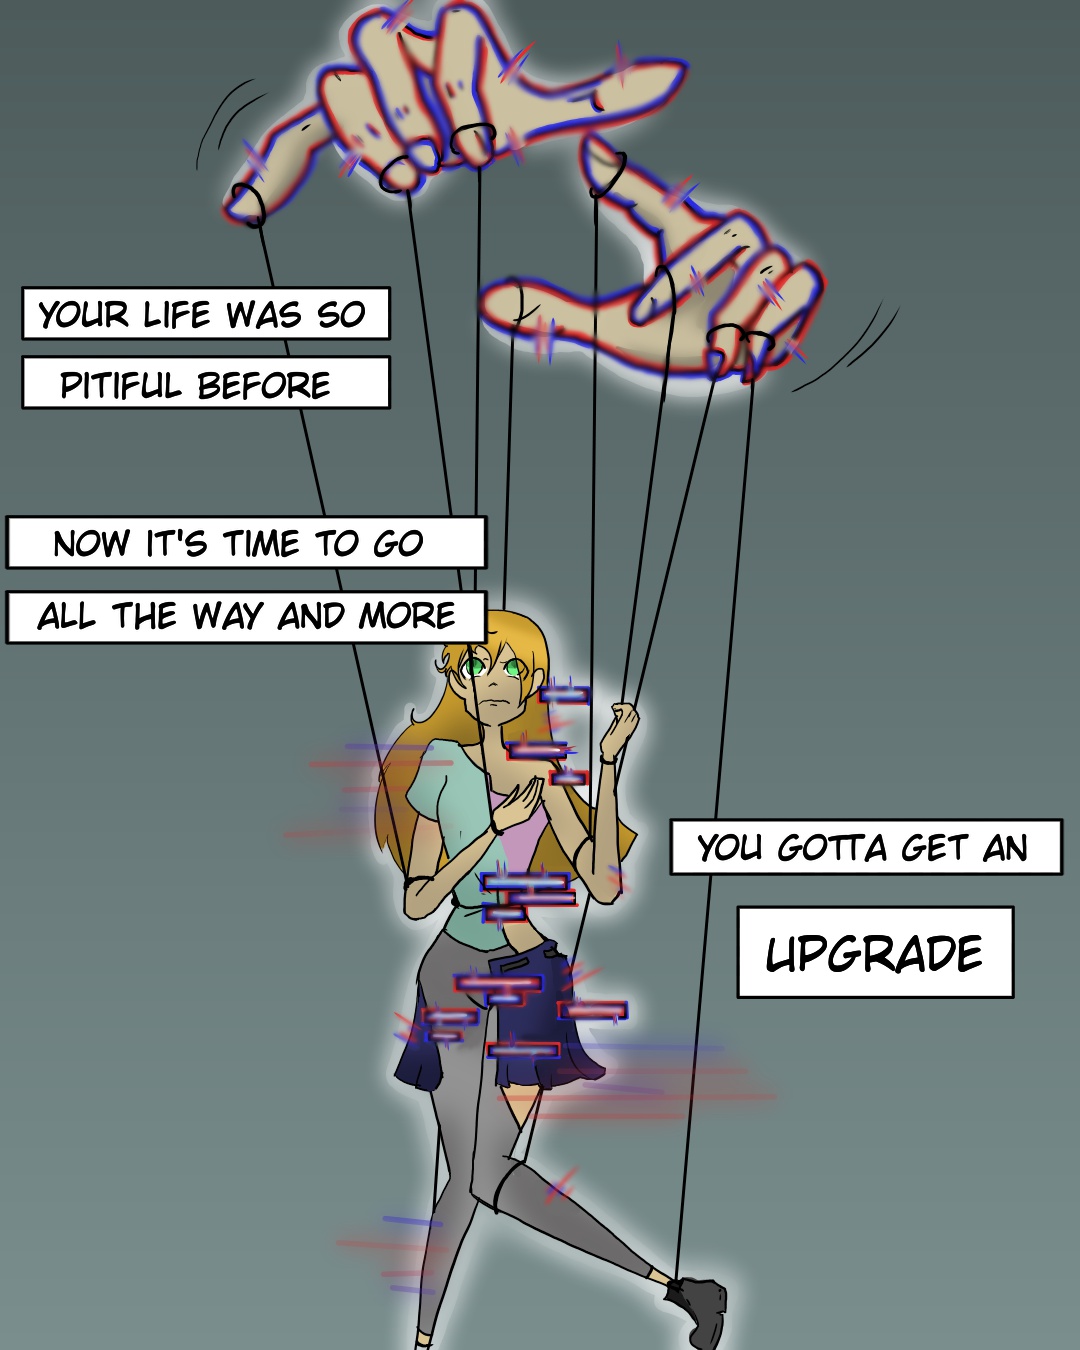 YOUR LIFE WAS SO
PITIFUL BEFORE
NOW IT'S TIME TO GO
ALL THE WAY AND MORE
YOU GOTTA GET AN
UPGRADE